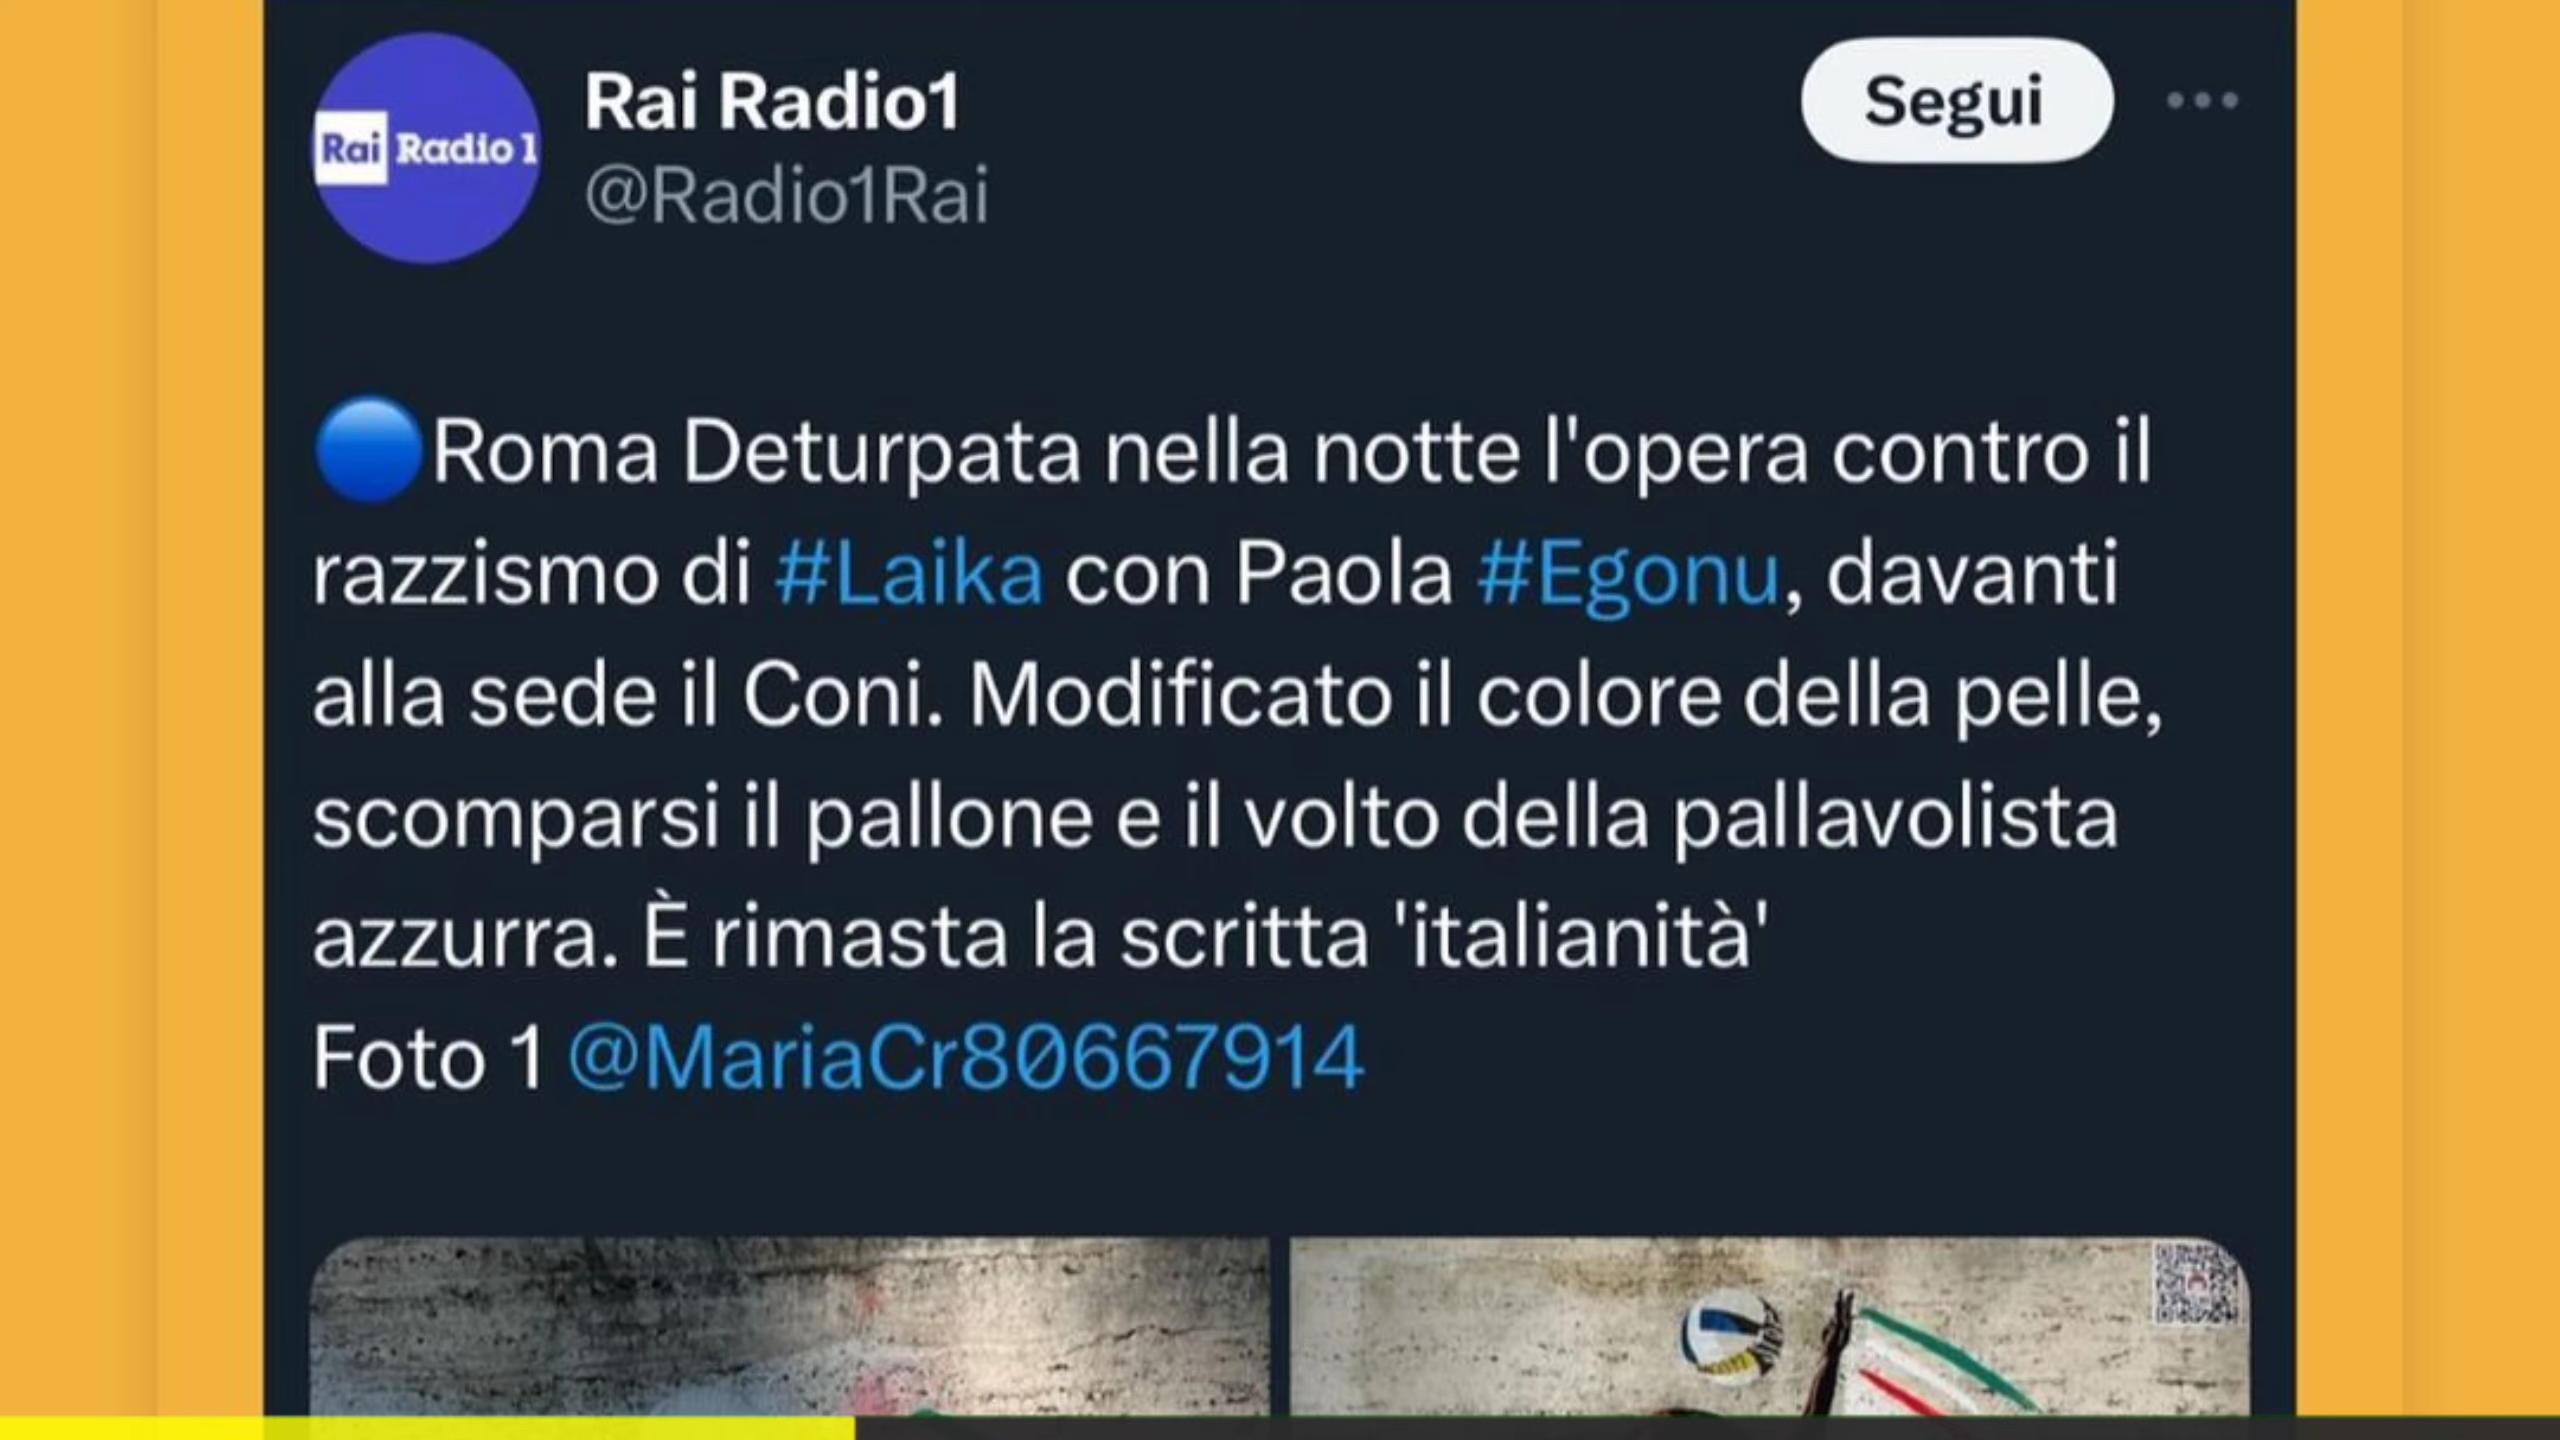 Rai Radio 1
Rai Radio1
Segui
@Radio1Rai
Roma Deturpata nella notte l'opera contro il
razzismo di #Laika con Paola #Egonu, davanti
alla sede il Coni. Modificato il colore della pelle,
scomparsi il pallone e il volto della pallavolista
azzurra. È rimasta la scritta 'italianità'
Foto 1 @MariaCr80667914